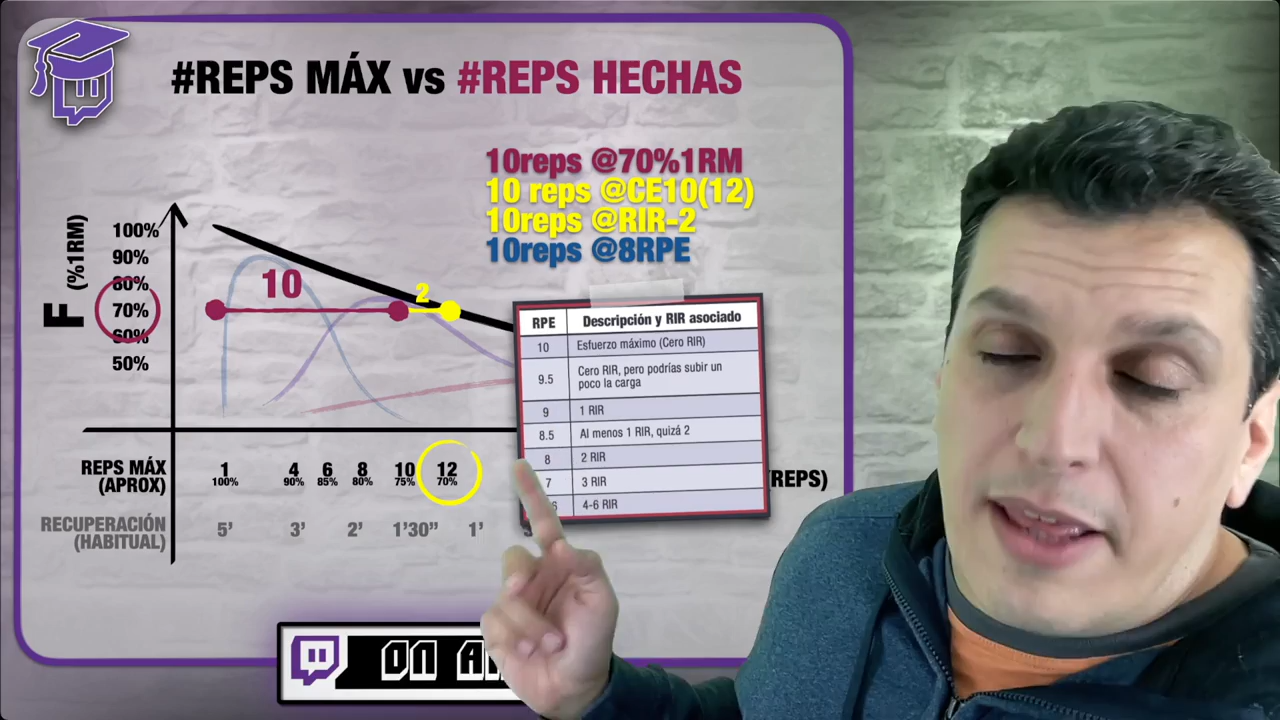 #REPS MÁX vs #REPS HECHAS
10reps @70%1RM
10 reps @CE10(12)
10reps @RIR-2
10reps @8RPE
F (%1RM)
100%
90%
80%
70%
60%
50%
10
2
RPE Descripción y RIR asociado
10 Esfuerzo máximo (Cero RIR)
9.5 Cero RIR, pero podrías subir un
poco la carga
9 1 RIR
8.5 Al menos 1 RIR, quizá 2
8 2 RIR
7 3 RIR
6 4-6 RIR
REPS MÁX 1 4 6 8 10 12
(APROX) 100% 90% 85% 80% 75% 70%
(REPS)
RECUPERACIÓN
(HABITUAL) 5’ 3’ 2’ 1’30” 1’
ON